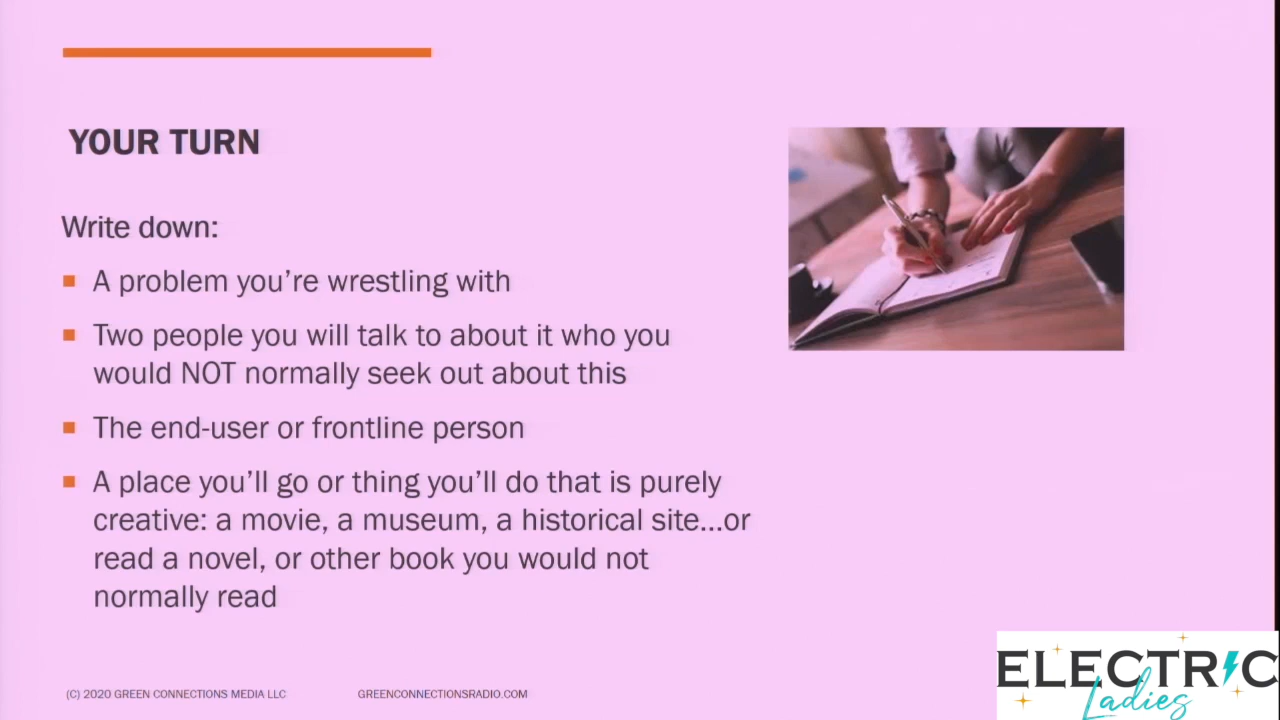 YOUR TURN
Write down:
A problem you're wrestling with
Two people you will talk to about it who you
would NOT normally seek out about this
The end-user or frontline person
A place you'll go or thing you'll do that is purely
creative: a movie, a museum, a historical site...or
read a novel, or other book you would not
normally read
(C) 2020 GREEN CONNECTIONS MEDIA LLC
GREENCONNECTIONSRADIO.COM
ELECTRIC
Ladies